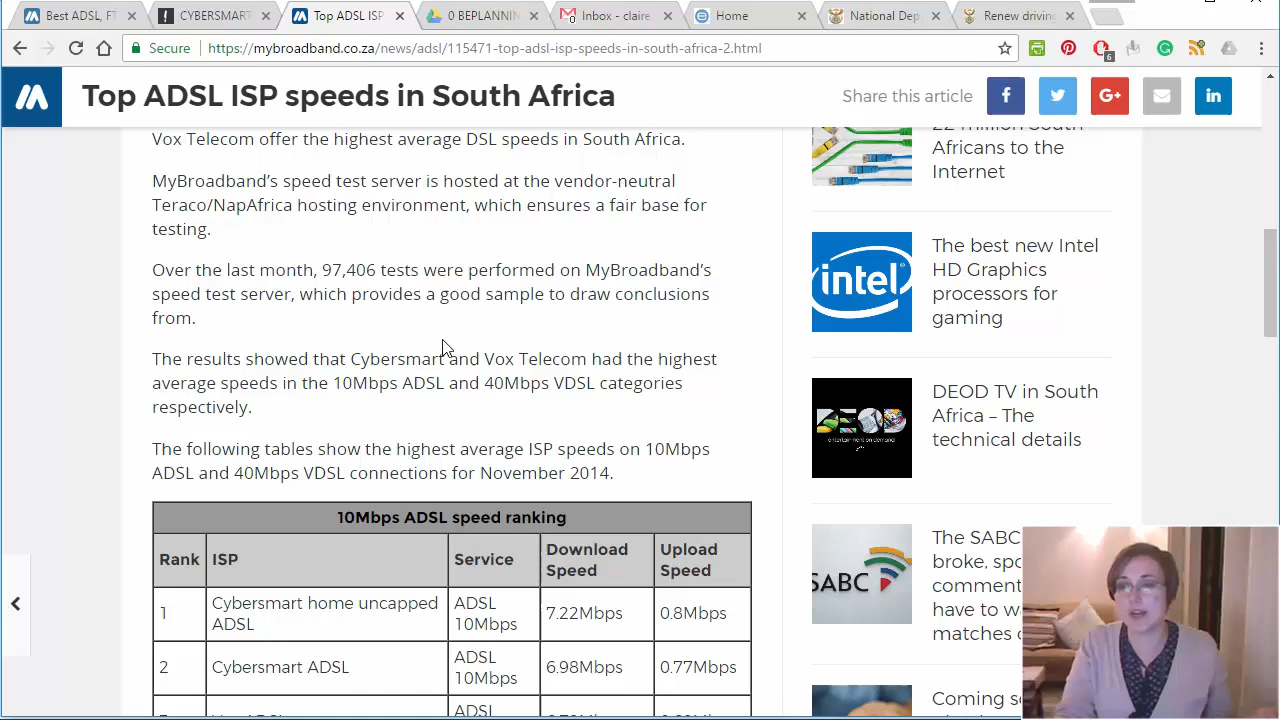 Best ADSL, FT
CYBERSMART
Top ADSL ISP
0 BEPLANNIN
Inbox - claire
Home
National Dep
Renew drivin
Secure
https://mybroadband.co.za/news/adsl/115471-top-adsl-isp-speeds-in-south-africa-2.html
6
Top ADSL ISP speeds in South Africa
Share this article
Vox Telecom offer the highest average DSL speeds in South Africa.
MyBroadband's speed test server is hosted at the vendor-neutral
Teraco/NapAfrica hosting environment, which ensures a fair base for
testing.
Over the last month, 97,406 tests were performed on MyBroadband's
speed test server, which provides a good sample to draw conclusions
from.
The results showed that Cybersmart and Vox Telecom had the highest
average speeds in the 10Mbps ADSL and 40Mbps VDSL categories
respectively.
The following tables show the highest average ISP speeds on 10Mbps
ADSL and 40Mbps VDSL connections for November 2014.
10Mbps ADSL speed ranking
Rank ISP Service Download Speed Upload Speed
1 Cybersmart home uncapped ADSL ADSL 10Mbps 7.22Mbps 0.8Mbps
2 Cybersmart ADSL ADSL 10Mbps 6.98Mbps 0.77Mbps
ADSL
22 million South
Africans to the
Internet
intel
The best new Intel
HD Graphics
processors for
gaming
DEOD
entertainment on demand
DEOD TV in South
Africa – The
technical details
SABC
The SABC
broke, spo
comment
have to w
matches
Coming s